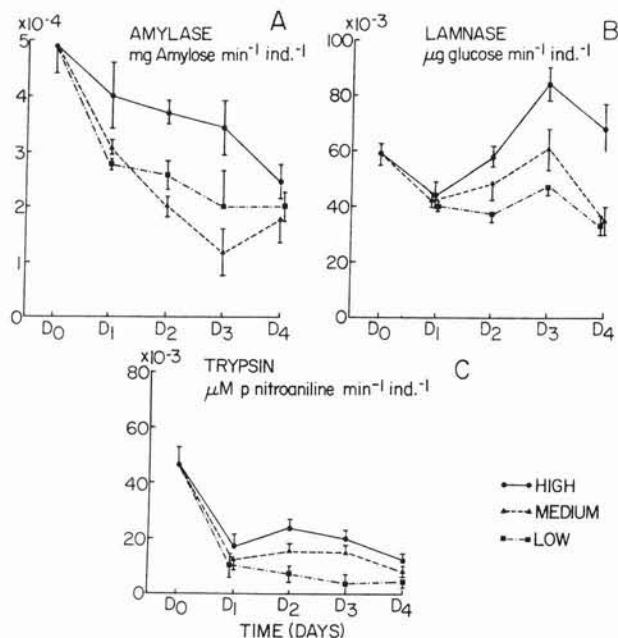 ×10⁻⁴
AMYLASE
A
mg Amylose min⁻¹ ind.⁻¹
5
4
3
2
1
0
D₀ D₁ D₂ D₃ D₄
×10⁻³
LAMNASE
B
µg glucose min⁻¹ ind.⁻¹
100
80
60
40
20
0
D₀ D₁ D₂ D₃ D₄
×10⁻³
TRYPSIN
C
µM p nitroaniline min⁻¹ ind.⁻¹
80
60
40
20
0
D₀ D₁ D₂ D₃ D₄
TIME (DAYS)
HIGH
MEDIUM
LOW